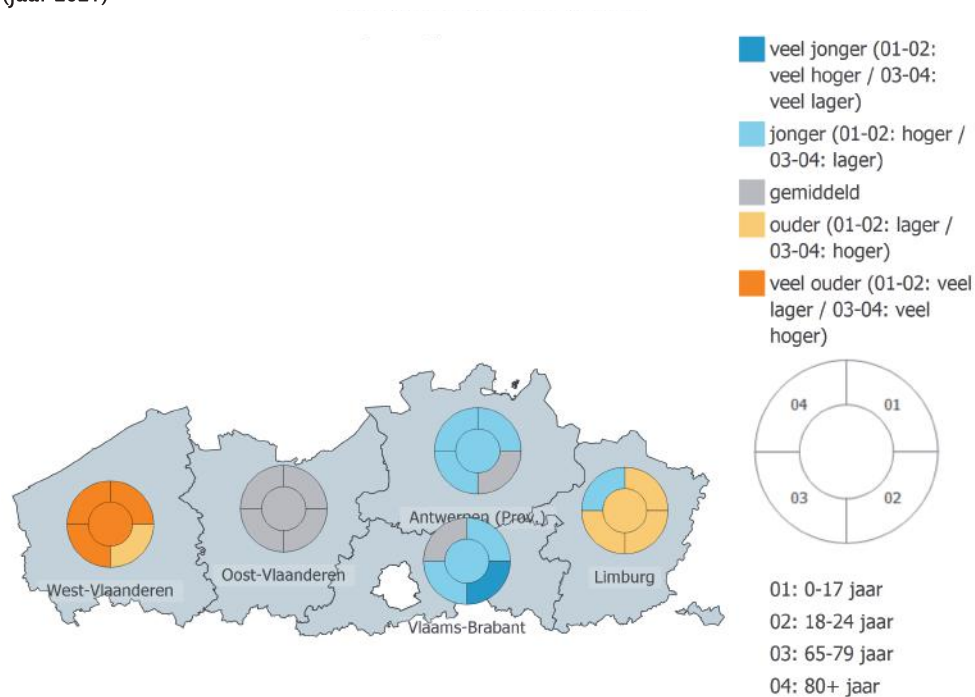 veel jonger (01-02:
veel hoger / 03-04:
veel lager)
jonger (01-02: hoger /
03-04: lager)
gemiddeld
ouder (01-02: lager /
03-04: hoger)
veel ouder (01-02: veel
lager / 03-04: veel
hoger)
04
01
03
02
Antwerpen (Prov.)
West-Vlaanderen
Oost-Vlaanderen
Limburg
Vlaams-Brabant
01: 0-17 jaar
02: 18-24 jaar
03: 65-79 jaar
04: 80+ jaar